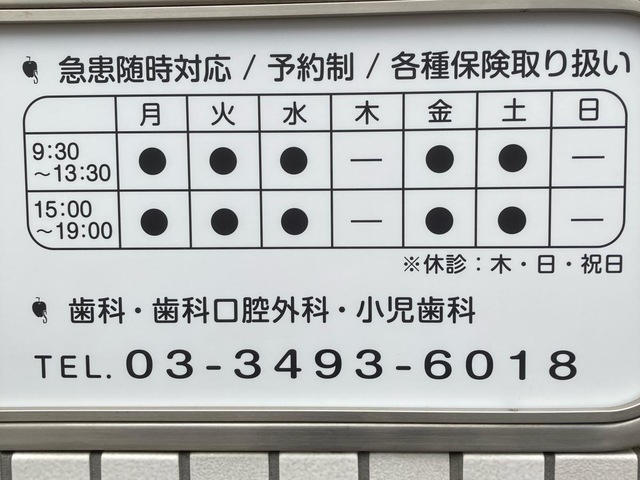 急患随時対応 / 予約制 / 各種保険取り扱い
月 火 水 木 金 土 日
9:30 ～13:30 ● ● ● — ● ● —
15:00 ～19:00 ● ● ● — ● ● —
※休診：木・日・祝日
歯科・歯科口腔外科・小児歯科
TEL. 03-3493-6018